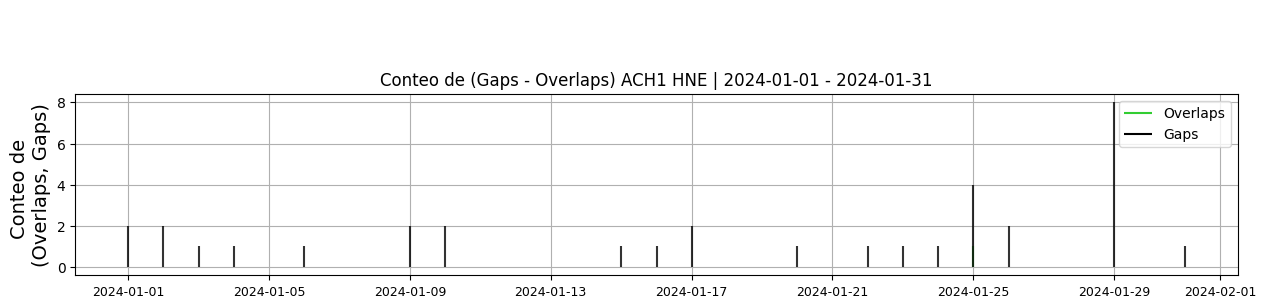 Conteo de (Gaps - Overlaps) ACH1 HNE | 2024-01-01 - 2024-01-31
Conteo de
(Overlaps, Gaps)
8
6
4
2
0
Overlaps
Gaps
2024-01-01
2024-01-05
2024-01-09
2024-01-13
2024-01-17
2024-01-21
2024-01-25
2024-01-29
2024-02-01